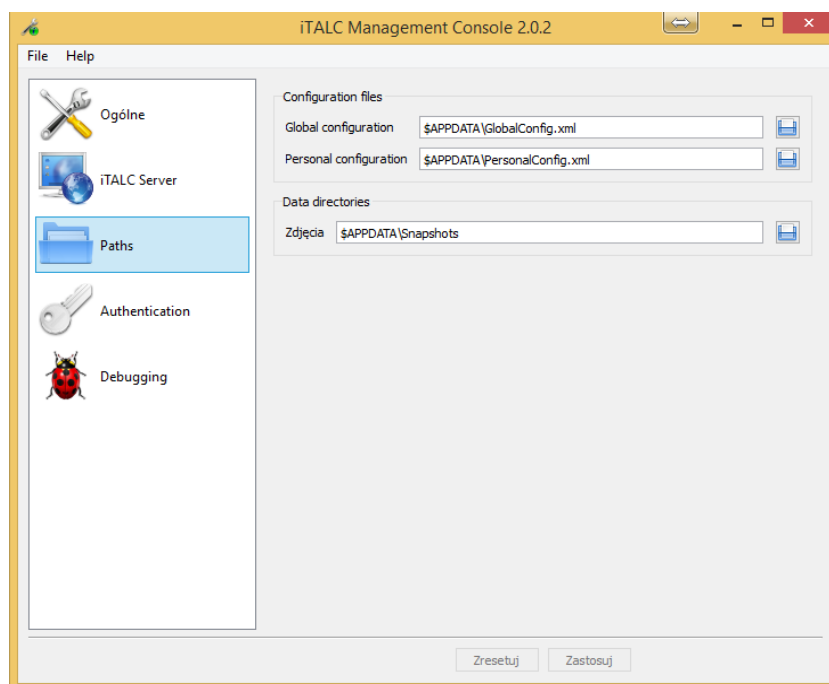 iTALC Management Console 2.0.2
File Help
Ogólne
iTALC Server
Paths
Authentication
Debugging
Configuration files
Global configuration $APPDATA\GlobalConfig.xml
Personal configuration $APPDATA\PersonalConfig.xml
Data directories
Zdjęcia $APPDATA\Snapshots
Zresetuj Zastosuj